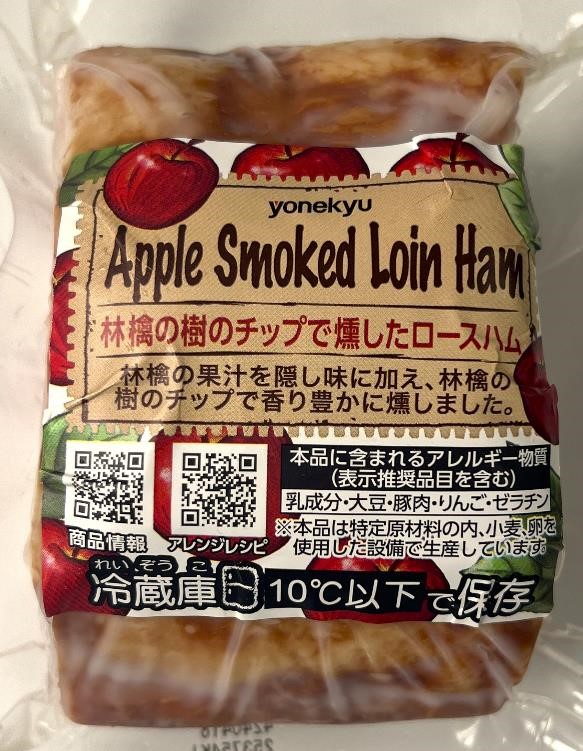 yonekyu
Apple Smoked Loin Ham
林檎の樹のチップで燻したロースハム
林檎の果汁を隠し味に加え、林檎の
樹のチップで香り豊かに燻しました。
本品に含まれるアレルギー物質
(表示推奨品目を含む)
乳成分・大豆・豚肉・りんご・ゼラチン
※本品は特定原材料の内、小麦、卵を
使用した設備で生産しています。
商品情報 アレンジレシピ
れいぞうこ
冷蔵庫 10℃以下で保存